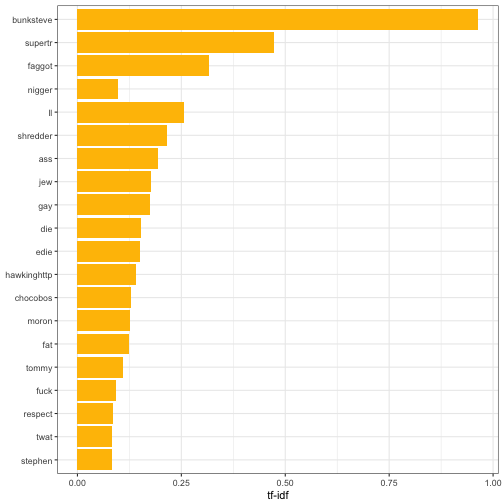 bunksteve
supertr
faggot
nigger
ll
shredder
ass
jew
gay
die
edie
hawkinghttp
chocobos
moron
fat
tommy
fuck
respect
twat
stephen
0.00 0.25 0.50 0.75 1.00
tf-idf